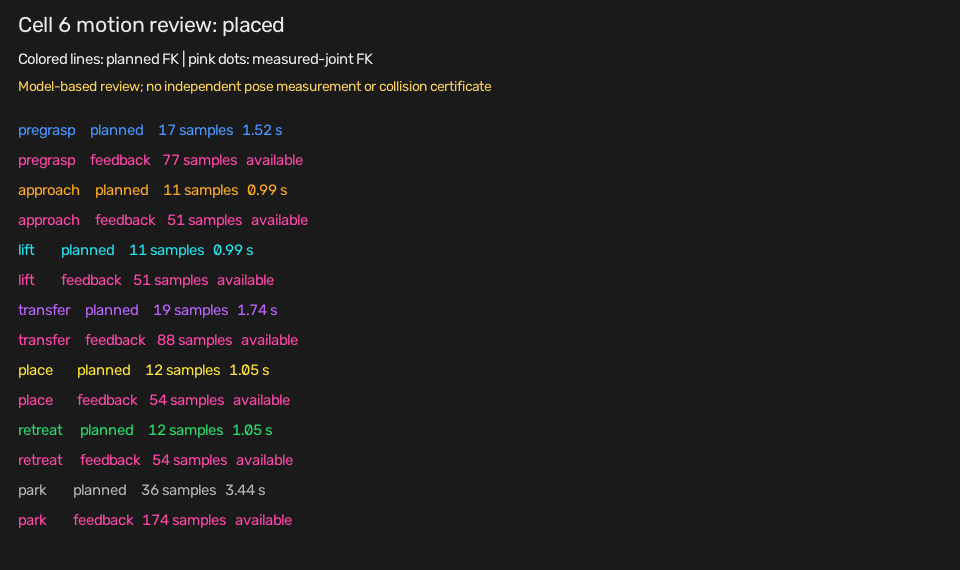 Cell 6 motion review: placed
Colored lines: planned FK | pink dots: measured-joint FK
Model-based review; no independent pose measurement or collision certificate
pregrasp planned 17 samples 1.52 s
pregrasp feedback 77 samples available
approach planned 11 samples 0.99 s
approach feedback 51 samples available
lift planned 11 samples 0.99 s
lift feedback 51 samples available
transfer planned 19 samples 1.74 s
transfer feedback 88 samples available
place planned 12 samples 1.05 s
place feedback 54 samples available
retreat planned 12 samples 1.05 s
retreat feedback 54 samples available
park planned 36 samples 3.44 s
park feedback 174 samples available